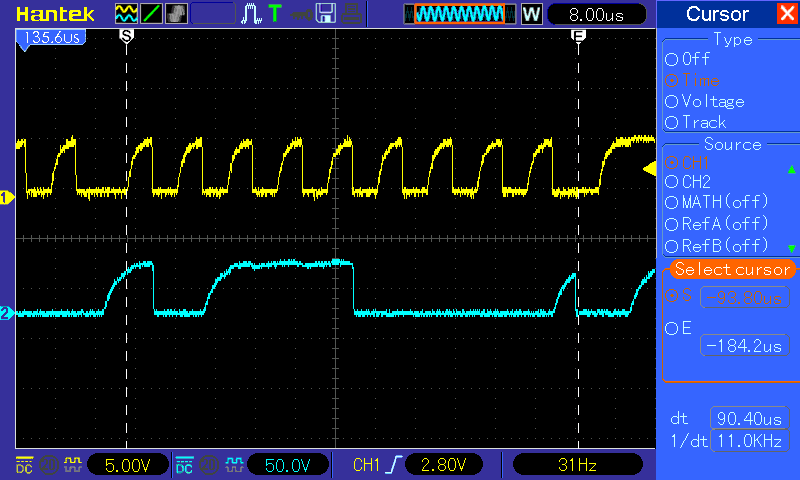 Hantek T W 8.00us
135.6us
S E
Cursor X
Type
Off
Time
Voltage
Track
Source
CH1
CH2
MATH(off)
RefA(off)
RefB(off)
Select cursor
S -93.80us
E
-184.2us
dt 90.40us
1/dt 11.0KHz
1
2
DC 20 5.00V DC 20 50.0V CH1 2.80V 31Hz